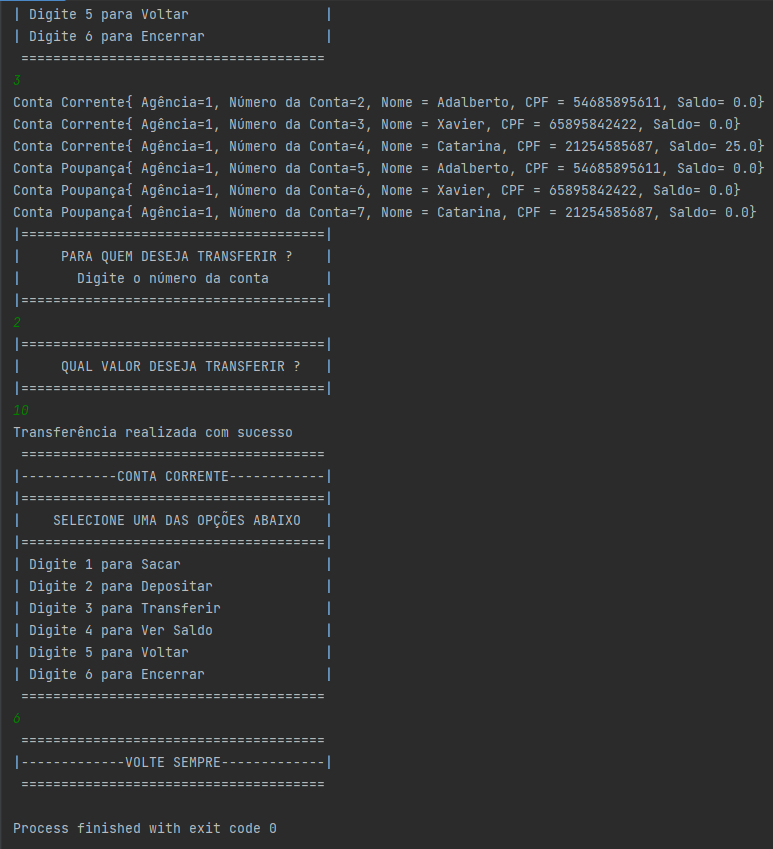 | Digite 5 para Voltar                 |
| Digite 6 para Encerrar               |
 ======================================
3
Conta Corrente{ Agência=1, Número da Conta=2, Nome = Adalberto, CPF = 54685895611, Saldo= 0.0}
Conta Corrente{ Agência=1, Número da Conta=3, Nome = Xavier, CPF = 65895842422, Saldo= 0.0}
Conta Corrente{ Agência=1, Número da Conta=4, Nome = Catarina, CPF = 21254585687, Saldo= 25.0}
Conta Poupança{ Agência=1, Número da Conta=5, Nome = Adalberto, CPF = 54685895611, Saldo= 0.0}
Conta Poupança{ Agência=1, Número da Conta=6, Nome = Xavier, CPF = 65895842422, Saldo= 0.0}
Conta Poupança{ Agência=1, Número da Conta=7, Nome = Catarina, CPF = 21254585687, Saldo= 0.0}
|======================================|
|     PARA QUEM DESEJA TRANSFERIR ?    |
|       Digite o número da conta       |
|======================================|
2
|======================================|
|     QUAL VALOR DESEJA TRANSFERIR ?   |
|======================================|
10
Transferência realizada com sucesso
 ======================================
|------------CONTA CORRENTE------------|
|======================================|
|    SELECIONE UMA DAS OPÇÕES ABAIXO   |
|======================================|
| Digite 1 para Sacar                  |
| Digite 2 para Depositar              |
| Digite 3 para Transferir             |
| Digite 4 para Ver Saldo              |
| Digite 5 para Voltar                 |
| Digite 6 para Encerrar               |
 ======================================
6
 ======================================
|-------------VOLTE SEMPRE-------------|
 ======================================
Process finished with exit code 0